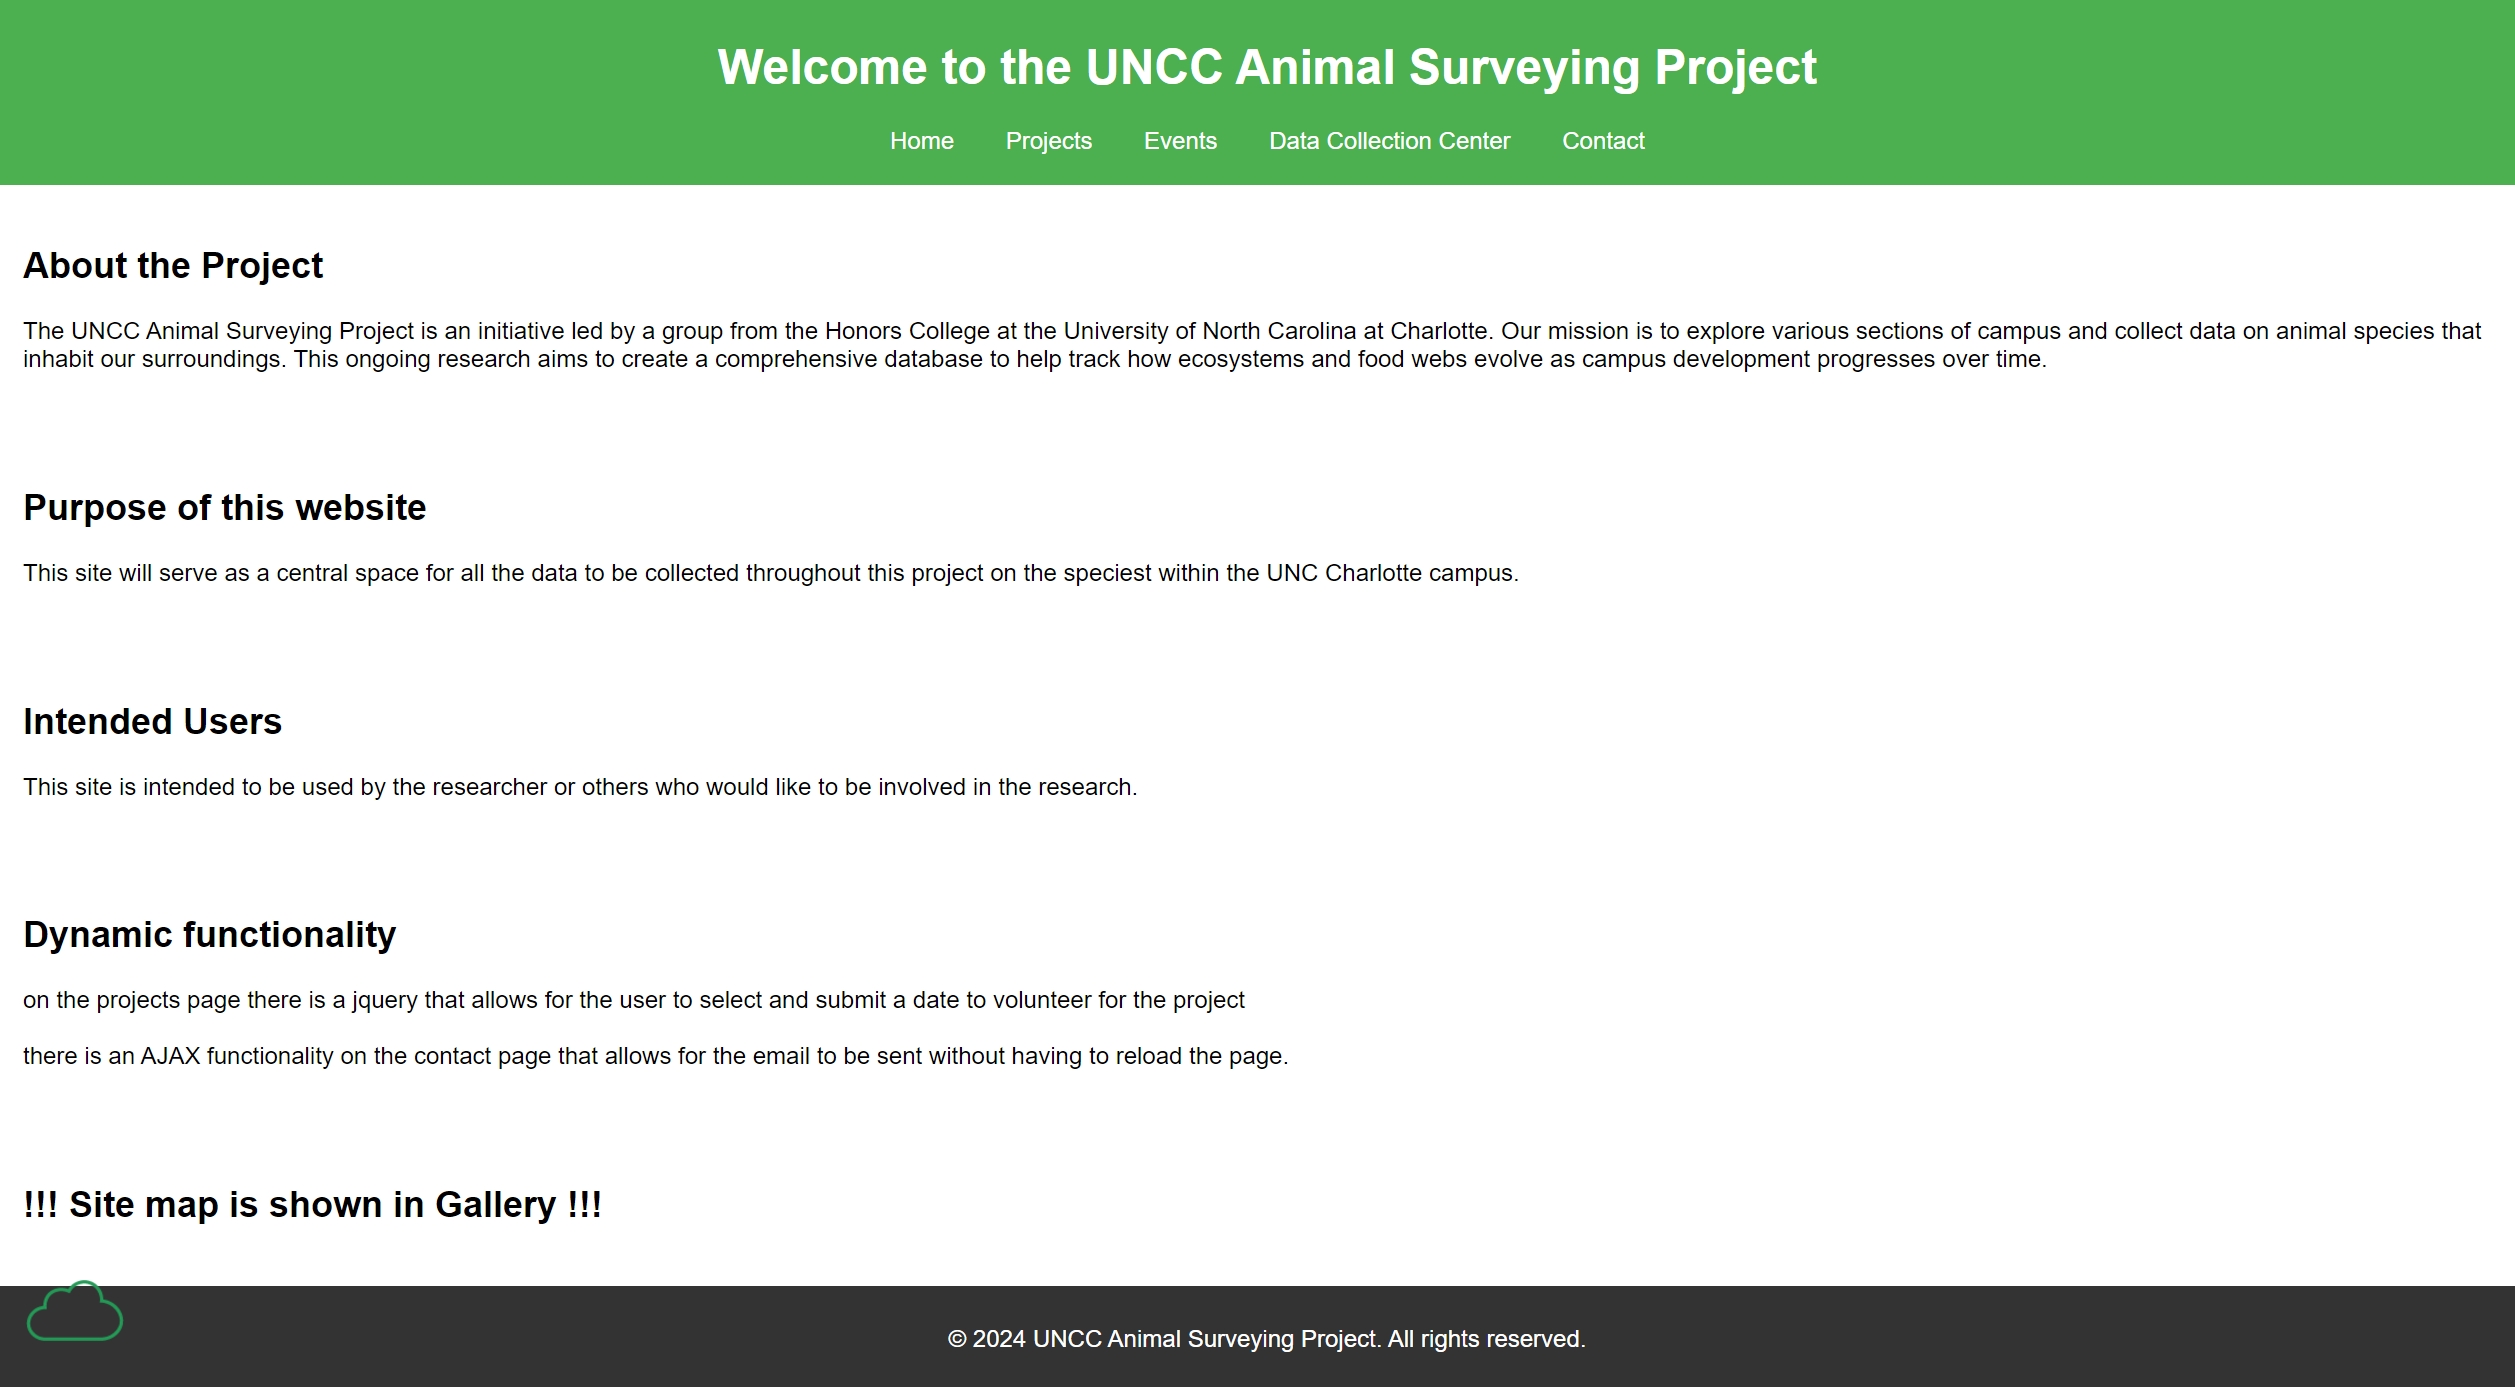 Welcome to the UNCC Animal Surveying Project
Home Projects Events Data Collection Center Contact
About the Project
The UNCC Animal Surveying Project is an initiative led by a group from the Honors College at the University of North Carolina at Charlotte. Our mission is to explore various sections of campus and collect data on animal species that
inhabit our surroundings. This ongoing research aims to create a comprehensive database to help track how ecosystems and food webs evolve as campus development progresses over time.
Purpose of this website
This site will serve as a central space for all the data to be collected throughout this project on the speciest within the UNC Charlotte campus.
Intended Users
This site is intended to be used by the researcher or others who would like to be involved in the research.
Dynamic functionality
on the projects page there is a jquery that allows for the user to select and submit a date to volunteer for the project
there is an AJAX functionality on the contact page that allows for the email to be sent without having to reload the page.
!!! Site map is shown in Gallery !!!
© 2024 UNCC Animal Surveying Project. All rights reserved.